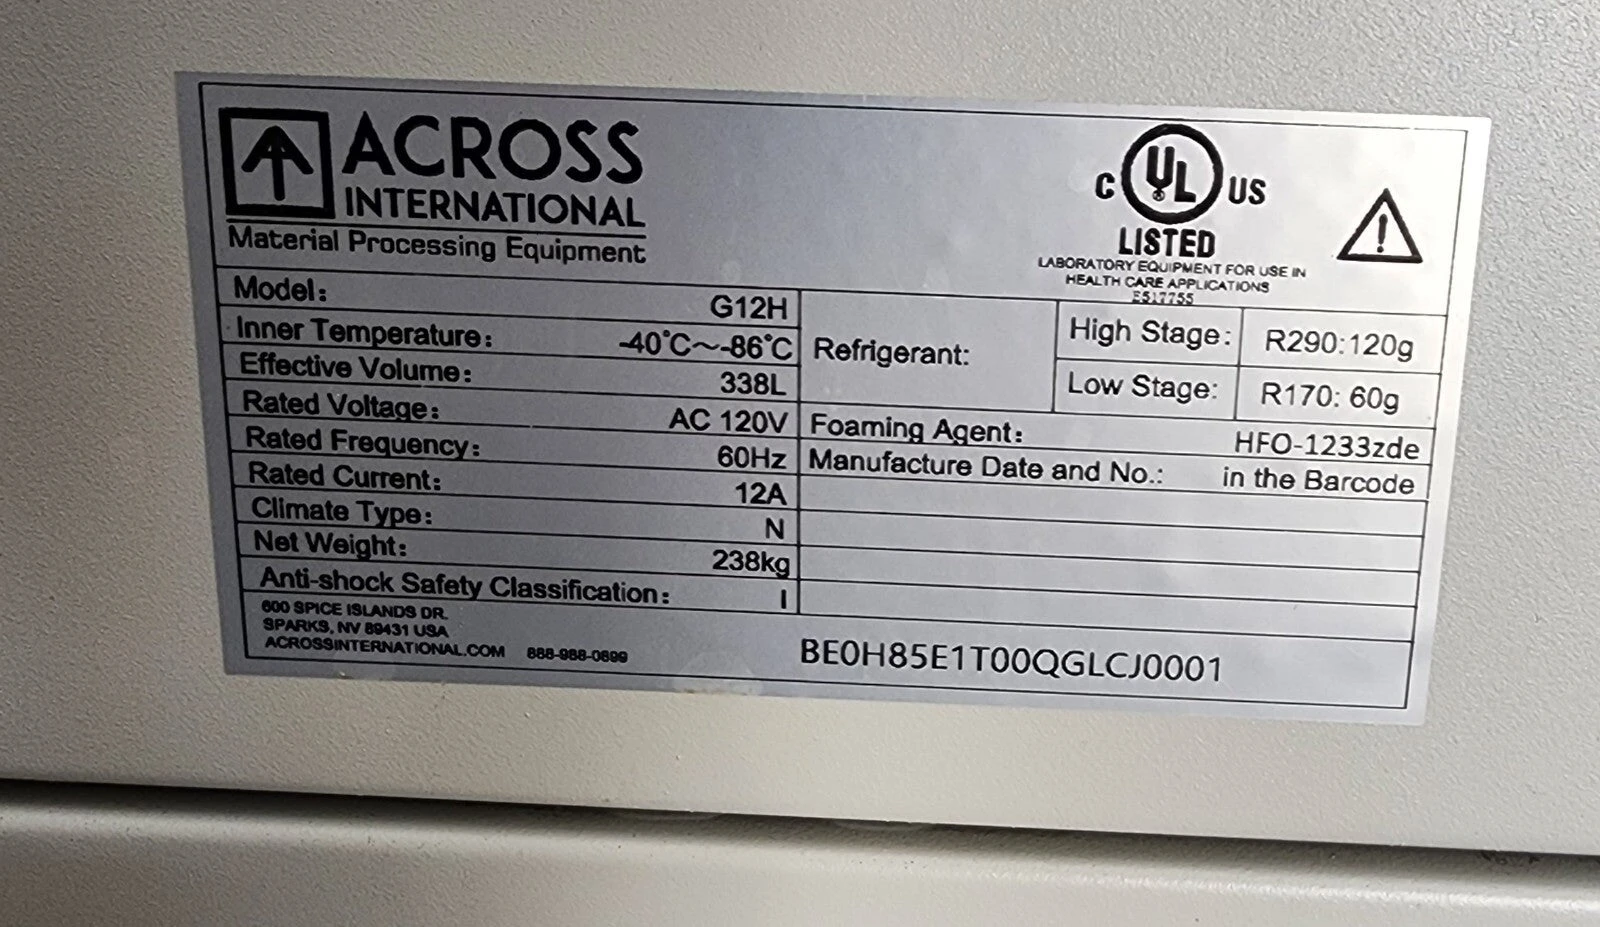 ACROSS
INTERNATIONAL
Material Processing Equipment
C UL US
LISTED
LABORATORY EQUIPMENT FOR USE IN
HEALTH CARE APPLICATIONS
E517755
Model: G12H
Inner Temperature: -40°C～-86°C
Effective Volume: 338L
Rated Voltage: AC 120V
Rated Frequency: 60Hz
Rated Current: 12A
Climate Type: N
Net Weight: 238kg
Anti-shock Safety Classification: I
Refrigerant:
High Stage: R290:120g
Low Stage: R170: 60g
Foaming Agent: HFO-1233zde
Manufacture Date and No.: in the Barcode
600 SPICE ISLANDS DR.
SPARKS, NV 89431 USA
ACROSSINTERNATIONAL.COM 888-988-0899
BE0H85E1T00QGLCJ0001